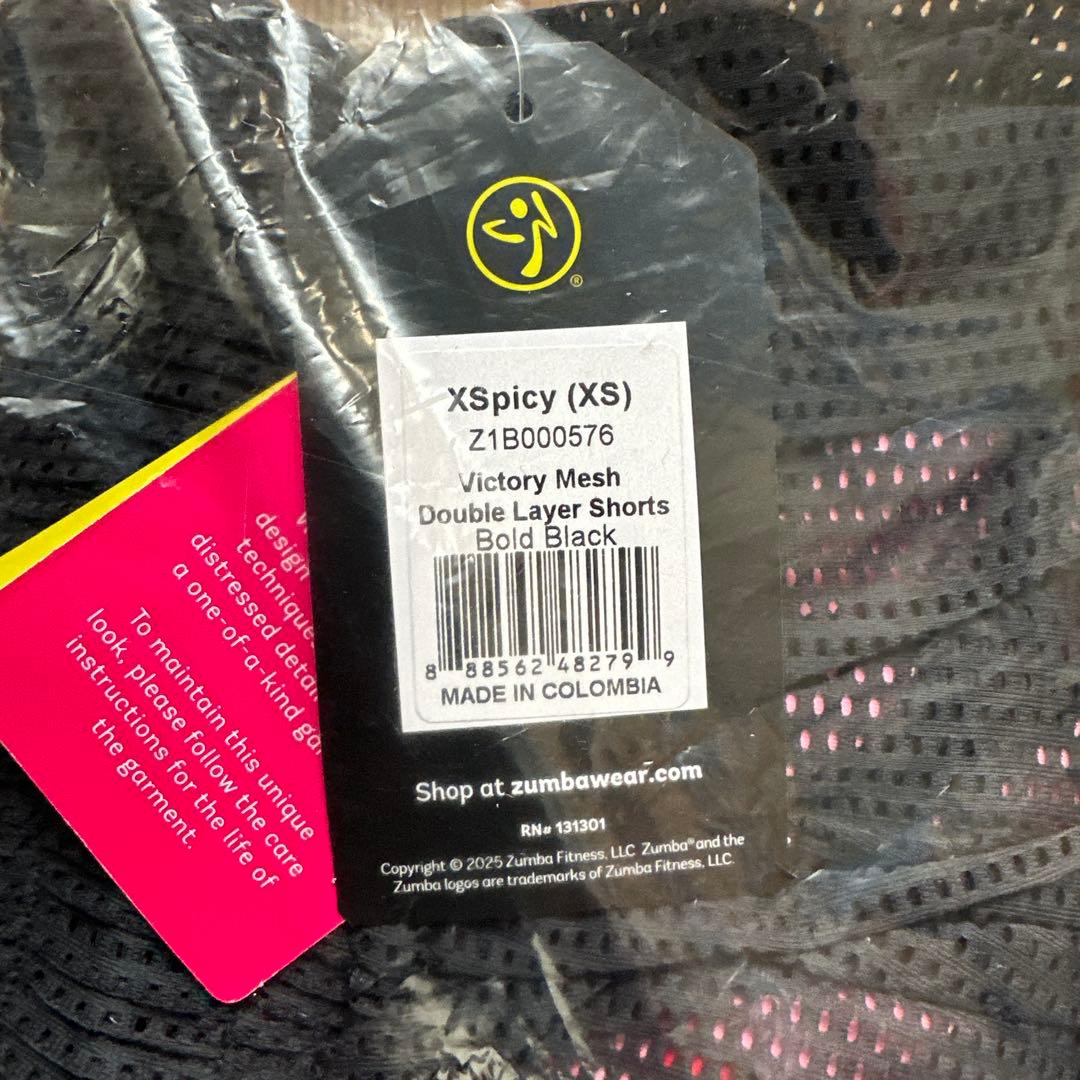 ®
XSpicy (XS)
Z1B000576
Victory Mesh
Double Layer Shorts
Bold Black
8 88562 48279 9
MADE IN COLOMBIA
Shop at zumbawear.com
RN# 131301
Copyright © 2025 Zumba Fitness, LLC Zumba® and the
Zumba logos are trademarks of Zumba Fitness, LLC
design
distressed
a one-of-a-kind
To maintain this unique
look, please follow the care
instructions for the life of
the garment.